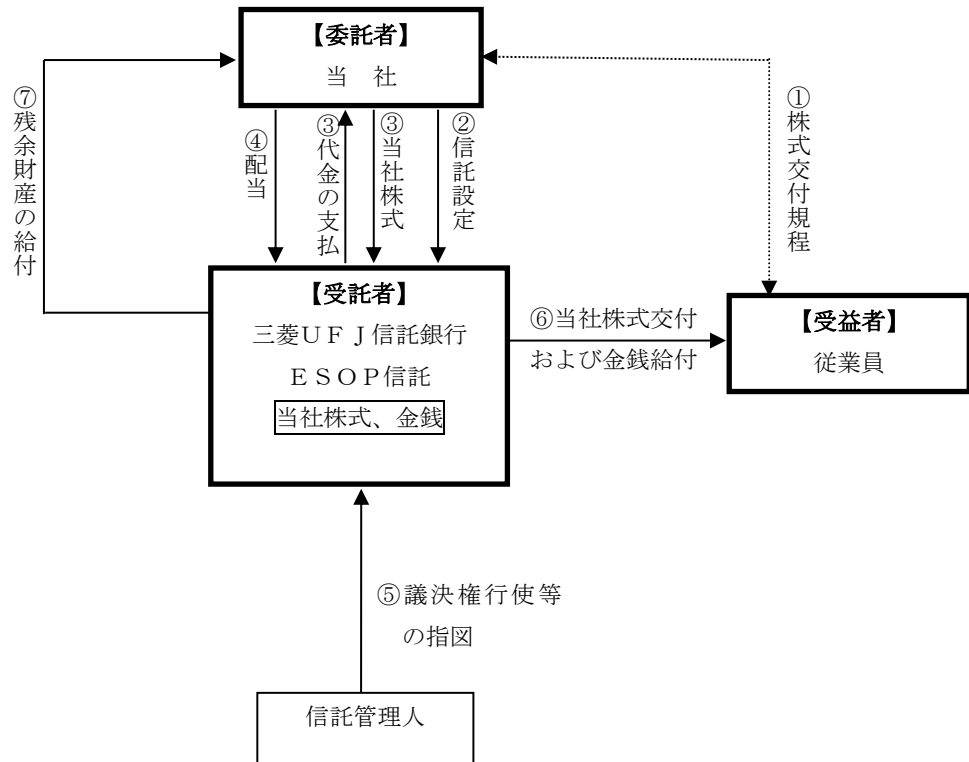 【委託者】
当　社
⑦残余財産の給付
④配当
③代金の支払
③当社株式
②信託設定
①株式交付規程
【受託者】
三菱ＵＦＪ信託銀行
ＥＳＯＰ信託
当社株式、金銭
⑥当社株式交付
および金銭給付
【受益者】
従業員
⑤議決権行使等
の指図
信託管理人